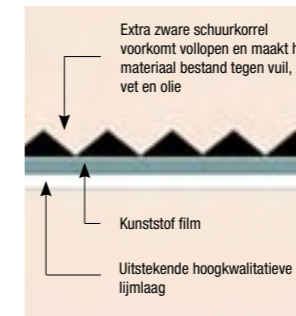 Extra zware schuurkorrel
voorkomt vollopen en maakt
materiaal bestand tegen vuil,
vet en olie
Kunststof film
Uitstekende hoogkwalitatieve
lijmlaag